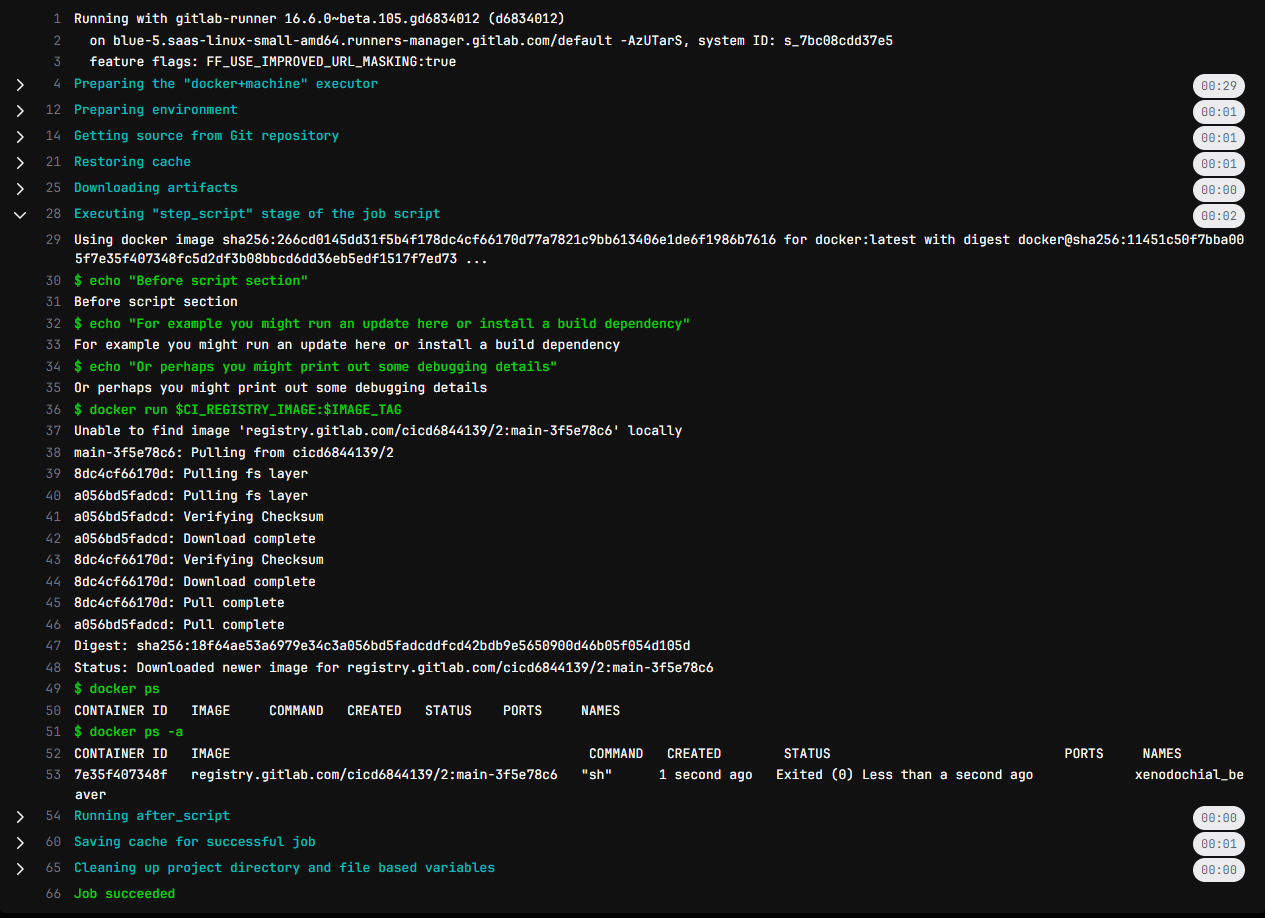 1 Running with gitlab-runner 16.6.0~beta.105.gd6834012 (d6834012)
2 on blue-5.saas-linux-small-amd64.runners-manager.gitlab.com/default -AzUTarS, system ID: s_7bc08cdd37e5
3 feature flags: FF_USE_IMPROVED_URL_MASKING:true
4 Preparing the "docker+machine" executor 00:29
12 Preparing environment 00:01
14 Getting source from Git repository 00:01
21 Restoring cache 00:01
25 Downloading artifacts 00:00
28 Executing "step_script" stage of the job script 00:02
29 Using docker image sha256:266cd0145dd31f5b4f178dc4cf66170d77a7821c9bb613406e1de6f1986b7616 for docker:latest with digest docker@sha256:11451c50f7bba00
5f7e35f407348fc5d2df3b08bbcd6dd36eb5edf1517f7ed73 ...
30 $ echo "Before script section"
31 Before script section
32 $ echo "For example you might run an update here or install a build dependency"
33 For example you might run an update here or install a build dependency
34 $ echo "Or perhaps you might print out some debugging details"
35 Or perhaps you might print out some debugging details
36 $ docker run $CI_REGISTRY_IMAGE:$IMAGE_TAG
37 Unable to find image 'registry.gitlab.com/cicd6844139/2:main-3f5e78c6' locally
38 main-3f5e78c6: Pulling from cicd6844139/2
39 8dc4cf66170d: Pulling fs layer
40 a056bd5fadcd: Pulling fs layer
41 a056bd5fadcd: Verifying Checksum
42 a056bd5fadcd: Download complete
43 8dc4cf66170d: Verifying Checksum
44 8dc4cf66170d: Download complete
45 8dc4cf66170d: Pull complete
46 a056bd5fadcd: Pull complete
47 Digest: sha256:18f64ae53a6979e34c3a056bd5fadcddfcd42bdb9e5650900d46b05f054d105d
48 Status: Downloaded newer image for registry.gitlab.com/cicd6844139/2:main-3f5e78c6
49 $ docker ps
50 CONTAINER ID IMAGE COMMAND CREATED STATUS PORTS NAMES
51 $ docker ps -a
52 CONTAINER ID IMAGE COMMAND CREATED STATUS PORTS NAMES
53 7e35f407348f registry.gitlab.com/cicd6844139/2:main-3f5e78c6 "sh" 1 second ago Exited (0) Less than a second ago xenodochial_be
aver
54 Running after_script 00:00
60 Saving cache for successful job 00:01
65 Cleaning up project directory and file based variables 00:00
66 Job succeeded